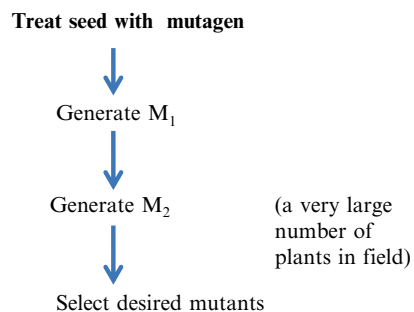 Treat seed with mutagen
Generate M₁
Generate M₂
(a very large
number of
plants in field)
Select desired mutants